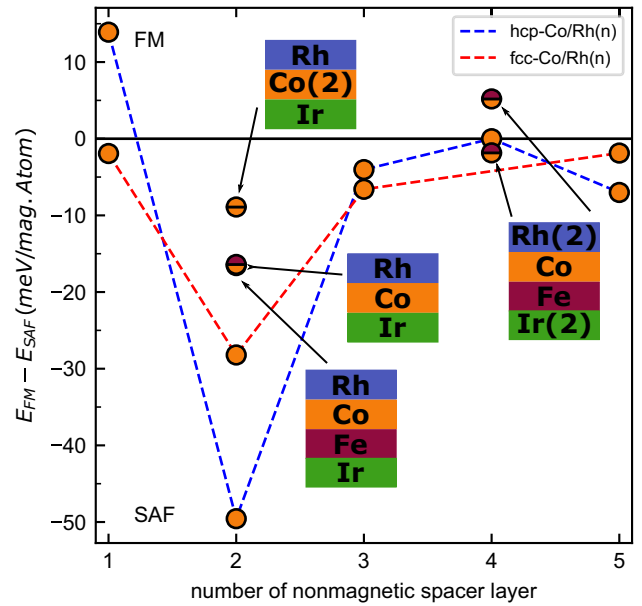 FM
hcp-Co/Rh(n)
fcc-Co/Rh(n)
Rh
Co(2)
Ir
Rh
Co
Ir
Rh(2)
Co
Fe
Ir(2)
Rh
Co
Fe
Ir
SAF
10
0
−10
−20
−30
−40
−50
E_FM − E_SAF (meV/mag. Atom)
1 2 3 4 5
number of nonmagnetic spacer layer